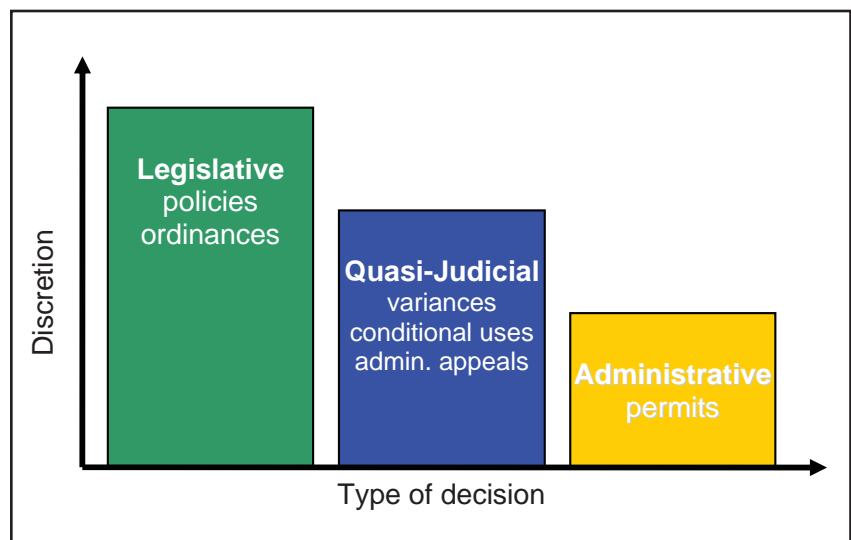 Discretion
Legislative
policies
ordinances
Quasi-Judicial
variances
conditional uses
admin. appeals
Administrative
permits
Type of decision